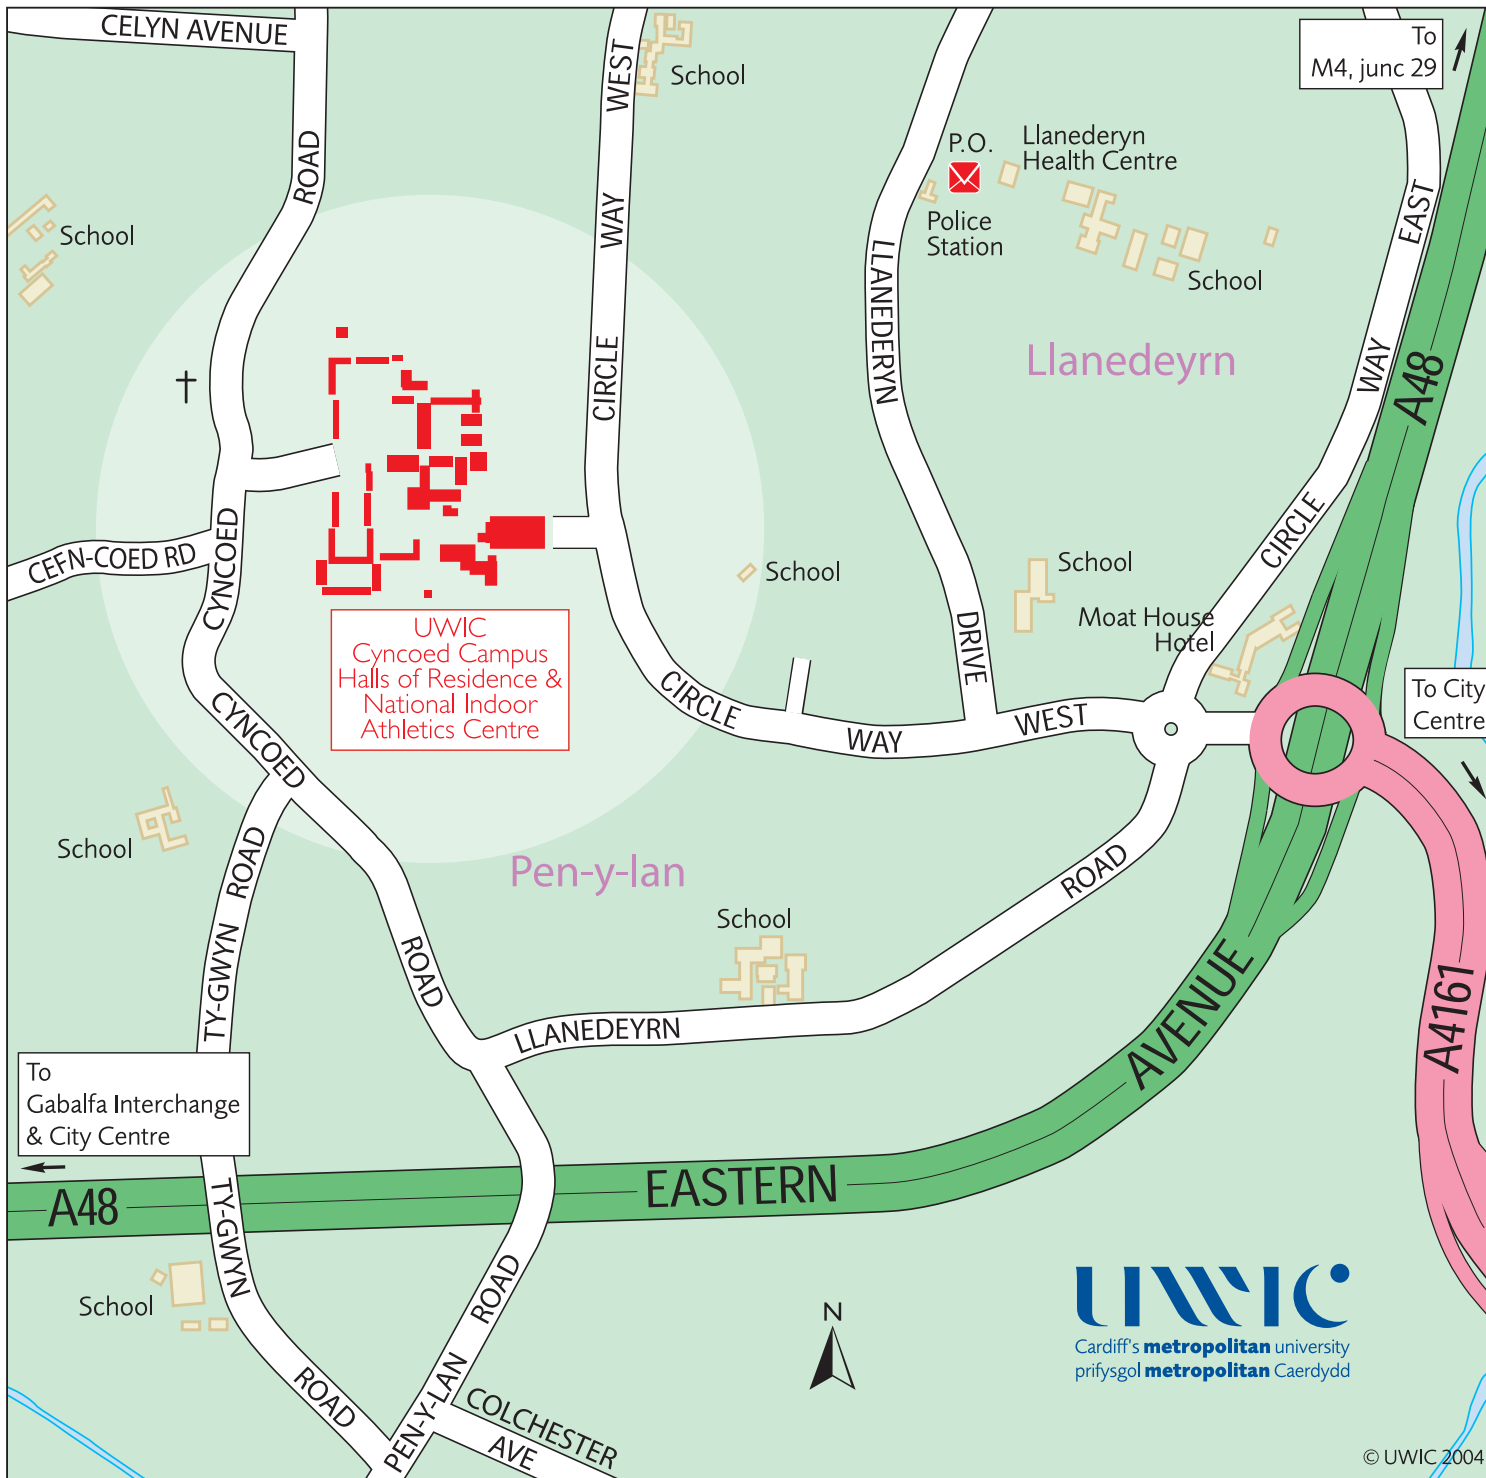 CELYN AVENUE
ROAD
WEST
School
To
M4, junc 29
P.O.
Llanederyn
Health Centre
Police
Station
School
School
WAY
EAST
LLANEDERYN
Llanedeyrn
CIRCLE
WAY
A48
CEFN-COED RD
CYNCOED
School
School
CIRCLE
Moat House
Hotel
DRIVE
UWIC
Cyncoed Campus
Halls of Residence &
National Indoor
Athletics Centre
To City
Centre
CYNCOED
CIRCLE
WAY
WEST
School
ROAD
Pen-y-lan
ROAD
School
TY-GWYN
ROAD
LLANEDEYRN
AVENUE
A4161
To
Gabalfa Interchange
& City Centre
A48
EASTERN
TY-GWYN
School
ROAD
ROAD
PEN-Y-LAN
COLCHESTER
AVE
N
UWIC
Cardiff's metropolitan university
prifysgol metropolitan Caerdydd
© UWIC 2004